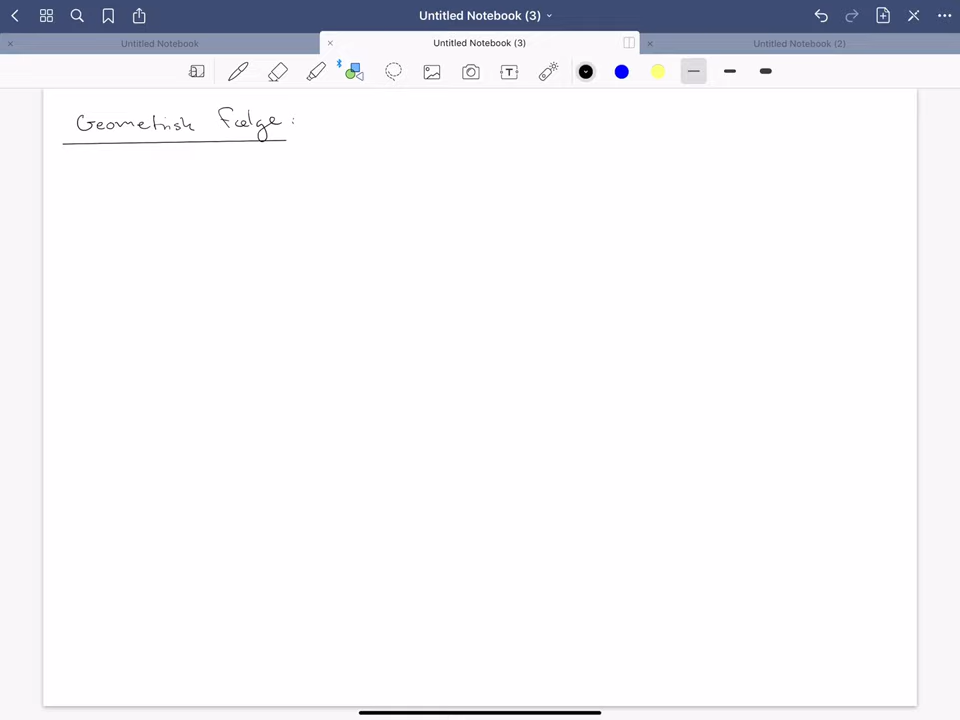 Untitled Notebook (3)
Untitled Notebook
Untitled Notebook (3)
Untitled Notebook (2)
T
Geometrisk Følge: